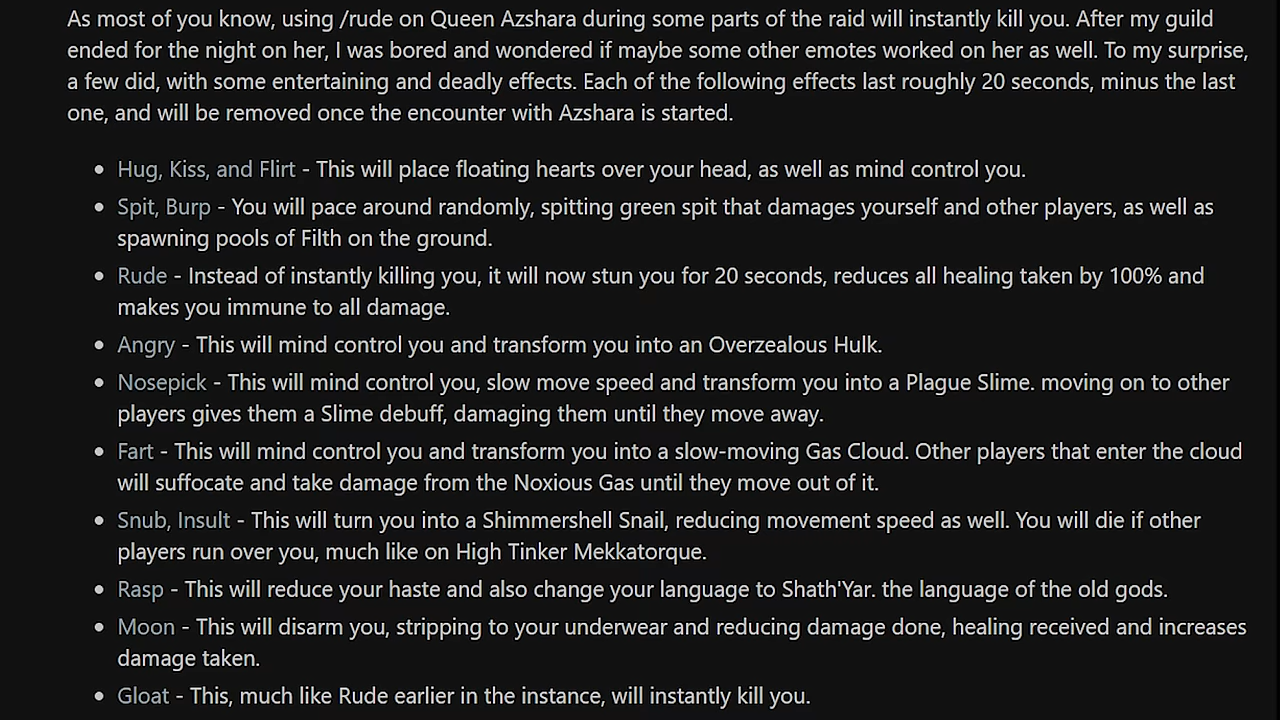 As most of you know, using /rude on Queen Azshara during some parts of the raid will instantly kill you. After my guild
ended for the night on her, I was bored and wondered if maybe some other emotes worked on her as well. To my surprise,
a few did, with some entertaining and deadly effects. Each of the following effects last roughly 20 seconds, minus the last
one, and will be removed once the encounter with Azshara is started.
• Hug, Kiss, and Flirt - This will place floating hearts over your head, as well as mind control you.
• Spit, Burp - You will pace around randomly, spitting green spit that damages yourself and other players, as well as
spawning pools of Filth on the ground.
• Rude - Instead of instantly killing you, it will now stun you for 20 seconds, reduces all healing taken by 100% and
makes you immune to all damage.
• Angry - This will mind control you and transform you into an Overzealous Hulk.
• Nosepick - This will mind control you, slow move speed and transform you into a Plague Slime. moving on to other
players gives them a Slime debuff, damaging them until they move away.
• Fart - This will mind control you and transform you into a slow-moving Gas Cloud. Other players that enter the cloud
will suffocate and take damage from the Noxious Gas until they move out of it.
• Snub, Insult - This will turn you into a Shimmershell Snail, reducing movement speed as well. You will die if other
players run over you, much like on High Tinker Mekkatorque.
• Rasp - This will reduce your haste and also change your language to Shath'Yar. the language of the old gods.
• Moon - This will disarm you, stripping to your underwear and reducing damage done, healing received and increases
damage taken.
• Gloat - This, much like Rude earlier in the instance, will instantly kill you.